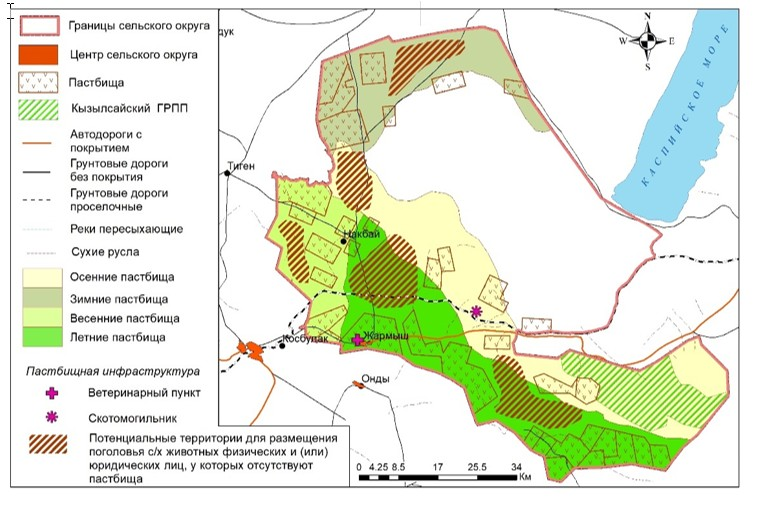 Границы сельского округа
Центр сельского округа
Пастбища
Кызылсайский ГРПП
Автодороги с
покрытием
Грунтовые дороги
без покрытия
Грунтовые дороги
проселочные
Реки пересыхающие
Сухие русла
Осенние пастбища
Зимние пастбища
Весенние пастбища
Летние пастбища
Пастбищная инфраструктура
Ветеринарный пункт
Скотомогильник
Потенциальные территории для размещения
поголовья с/х животных физических и (или)
юридических лиц, у которых отсутствуют
пастбища
дук
N
W E
S
КАСПИЙСКОЕ МОРЕ
Тиген
Накбай
Косбудак
Жармыш
Онды
0 4.25 8.5 17 25.5 34
Км